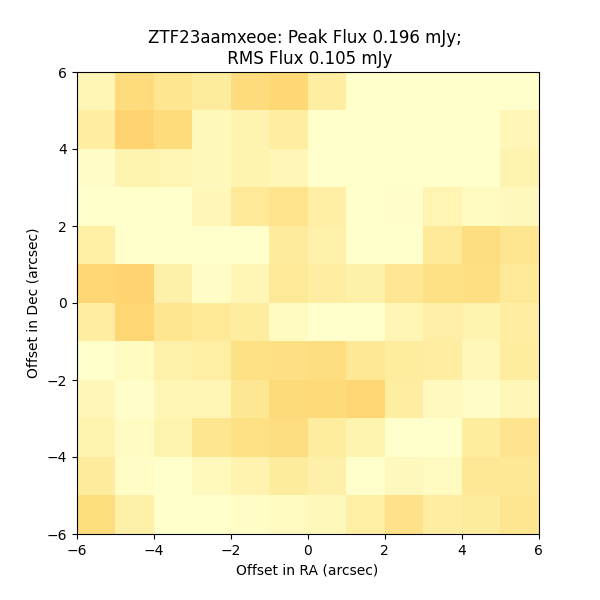 ZTF23aamxeoe: Peak Flux 0.196 mJy;
RMS Flux 0.105 mJy
6
4
2
0
−2
−4
−6
Offset in Dec (arcsec)
−6 −4 −2 0 2 4 6
Offset in RA (arcsec)